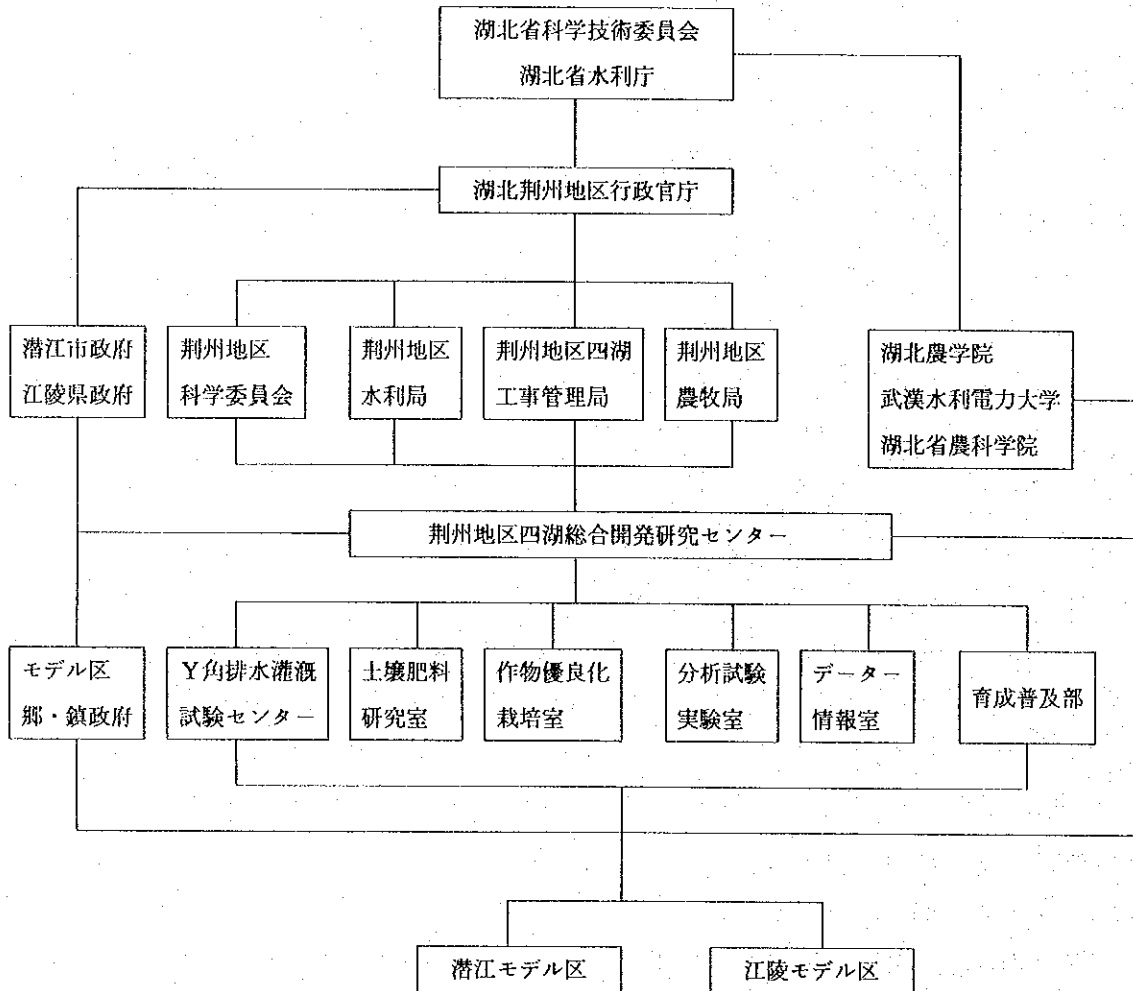 湖北省科学技術委員会
湖北省水利庁
湖北荆州地区行政官庁
潜江市政府
江陵県政府
荆州地区
科学委員会
荆州地区
水利局
荆州地区四湖
工事管理局
荆州地区
農牧局
湖北農学院
武漢水利電力大学
湖北省農科学院
荆州地区四湖総合開発研究センター
モデル区
郷・鎮政府
Y角排水灌漑
試験センター
土壌肥料
研究室
作物優良化
栽培室
分析試験
実験室
データー
情報室
育成普及部
潜江モデル区
江陵モデル区